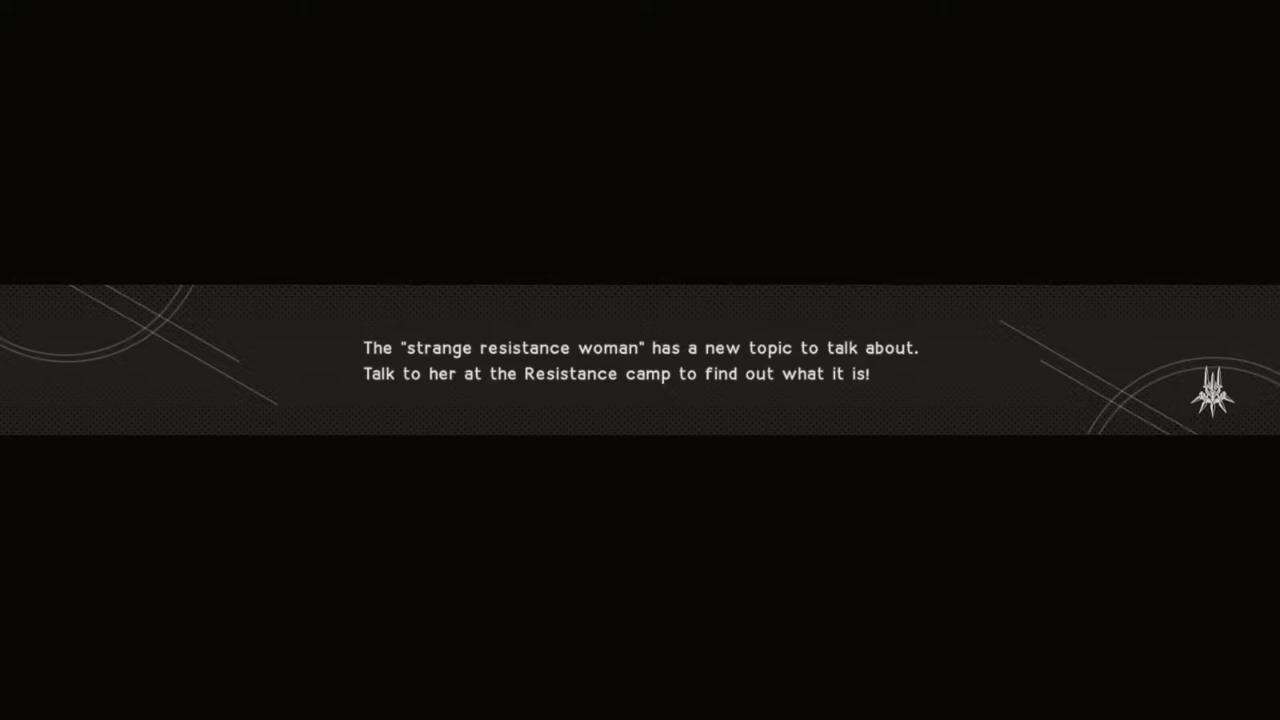 The "strange resistance woman" has a new topic to talk about.
Talk to her at the Resistance camp to find out what it is!